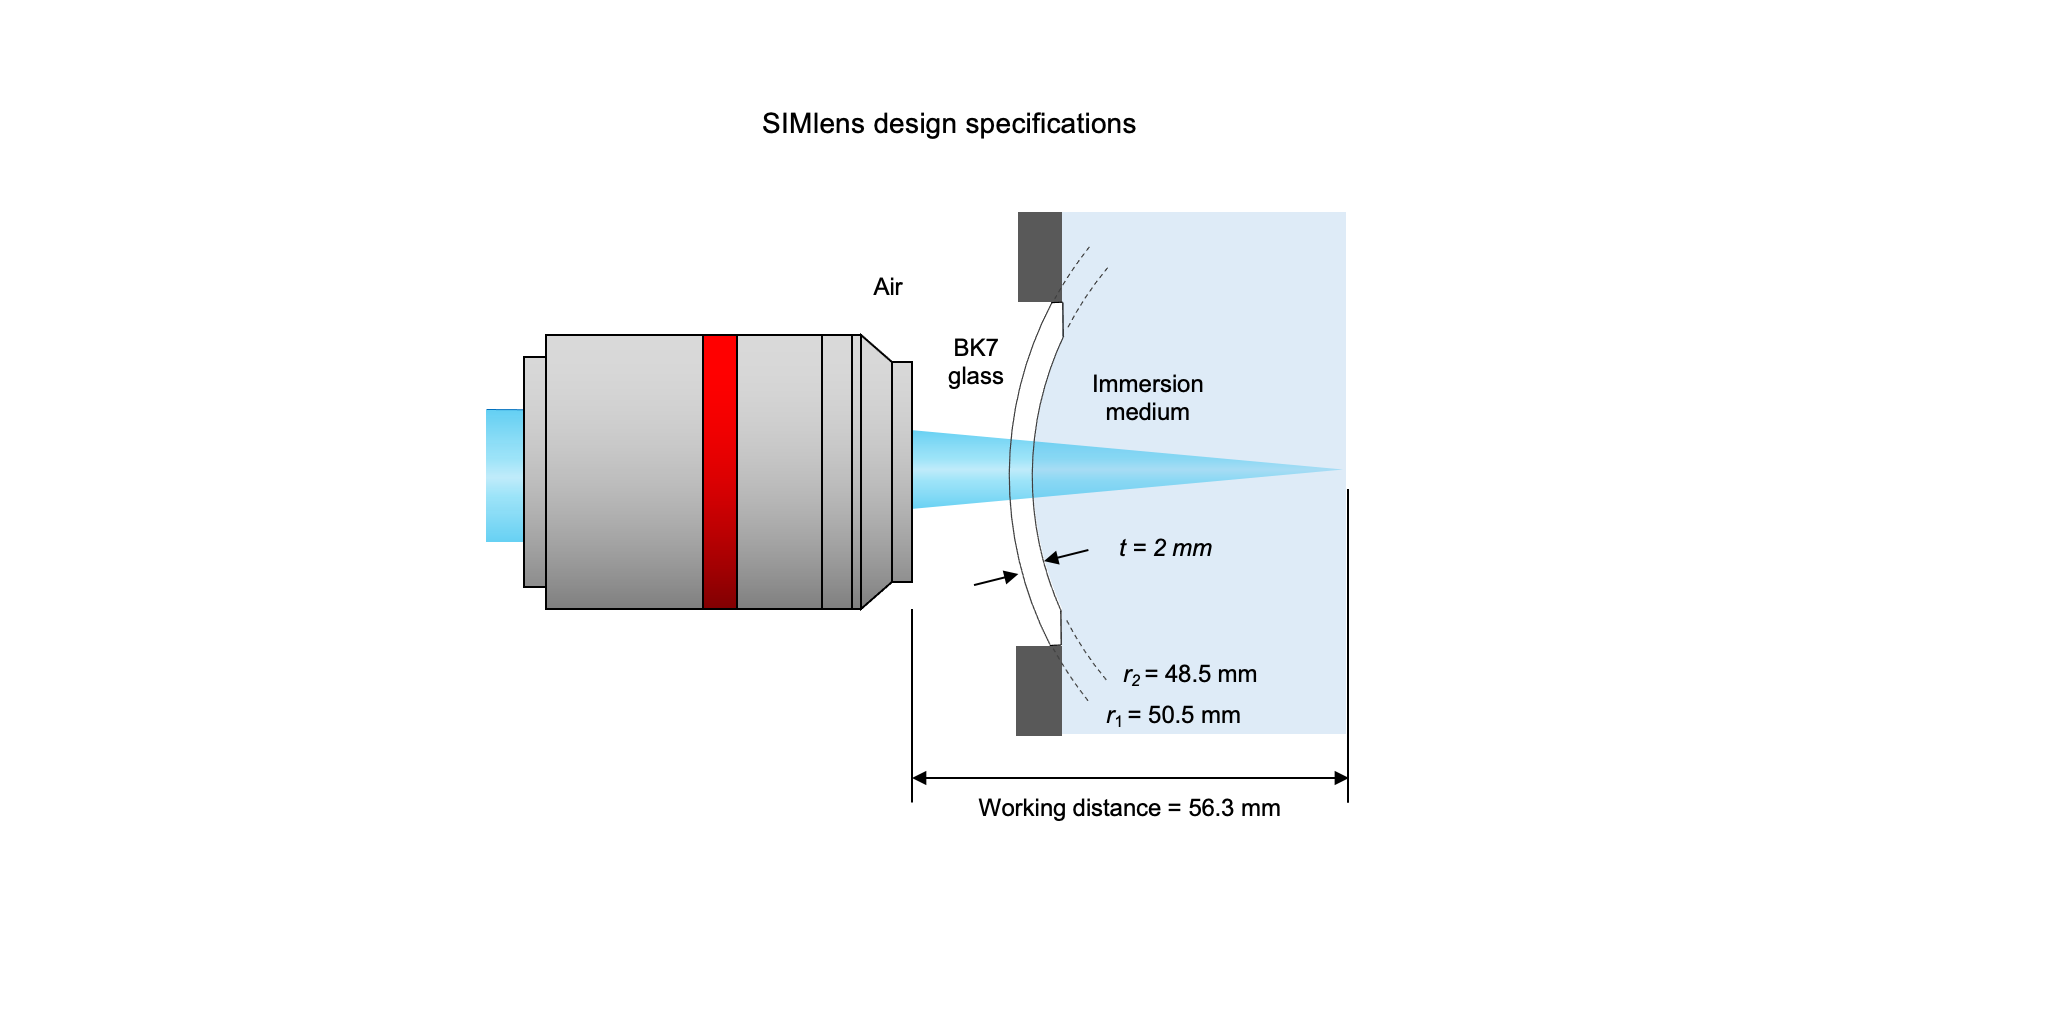 SIMlens design specifications
Air
BK7
glass
Immersion
medium
t = 2 mm
r2 = 48.5 mm
r1 = 50.5 mm
Working distance = 56.3 mm